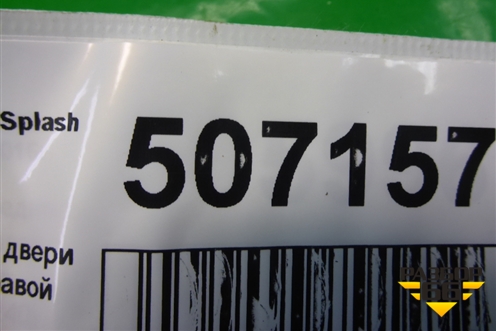 Splash
507157
двери
авой